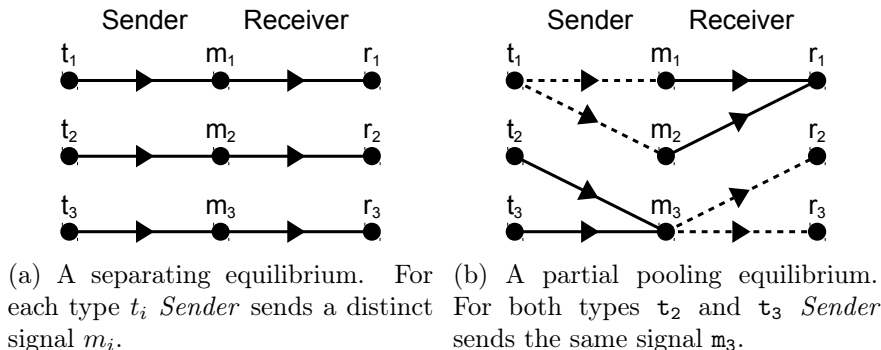 Sender Receiver Sender Receiver
t1 m1 r1 t1 m1 r1
t2 m2 r2 t2 m2 r2
t3 m3 r3 t3 m3 r3
(a) A separating equilibrium. For
each type ti Sender sends a distinct
signal mi.
(b) A partial pooling equilibrium.
For both types t2 and t3 Sender
sends the same signal m3.